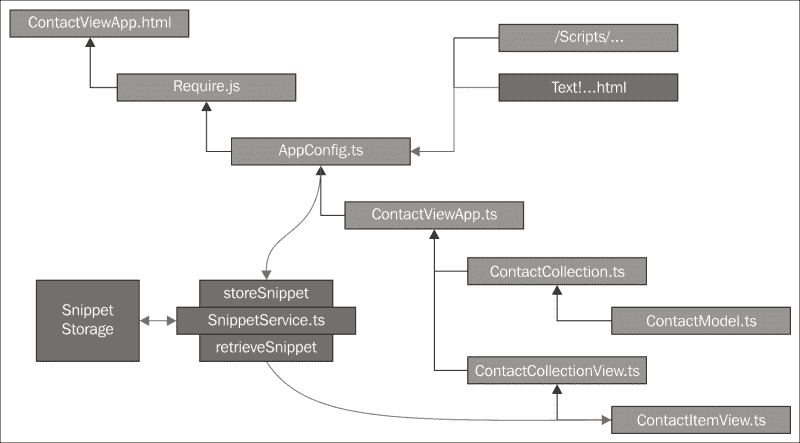 ContactViewApp.html
/Scripts/...
Require.js
Text!...html
AppConfig.ts
ContactViewApp.ts
ContactCollection.ts
storeSnippet
Snippet
Storage
SnippetService.ts
ContactModel.ts
retrieveSnippet
ContactCollectionView.ts
ContactItemView.ts